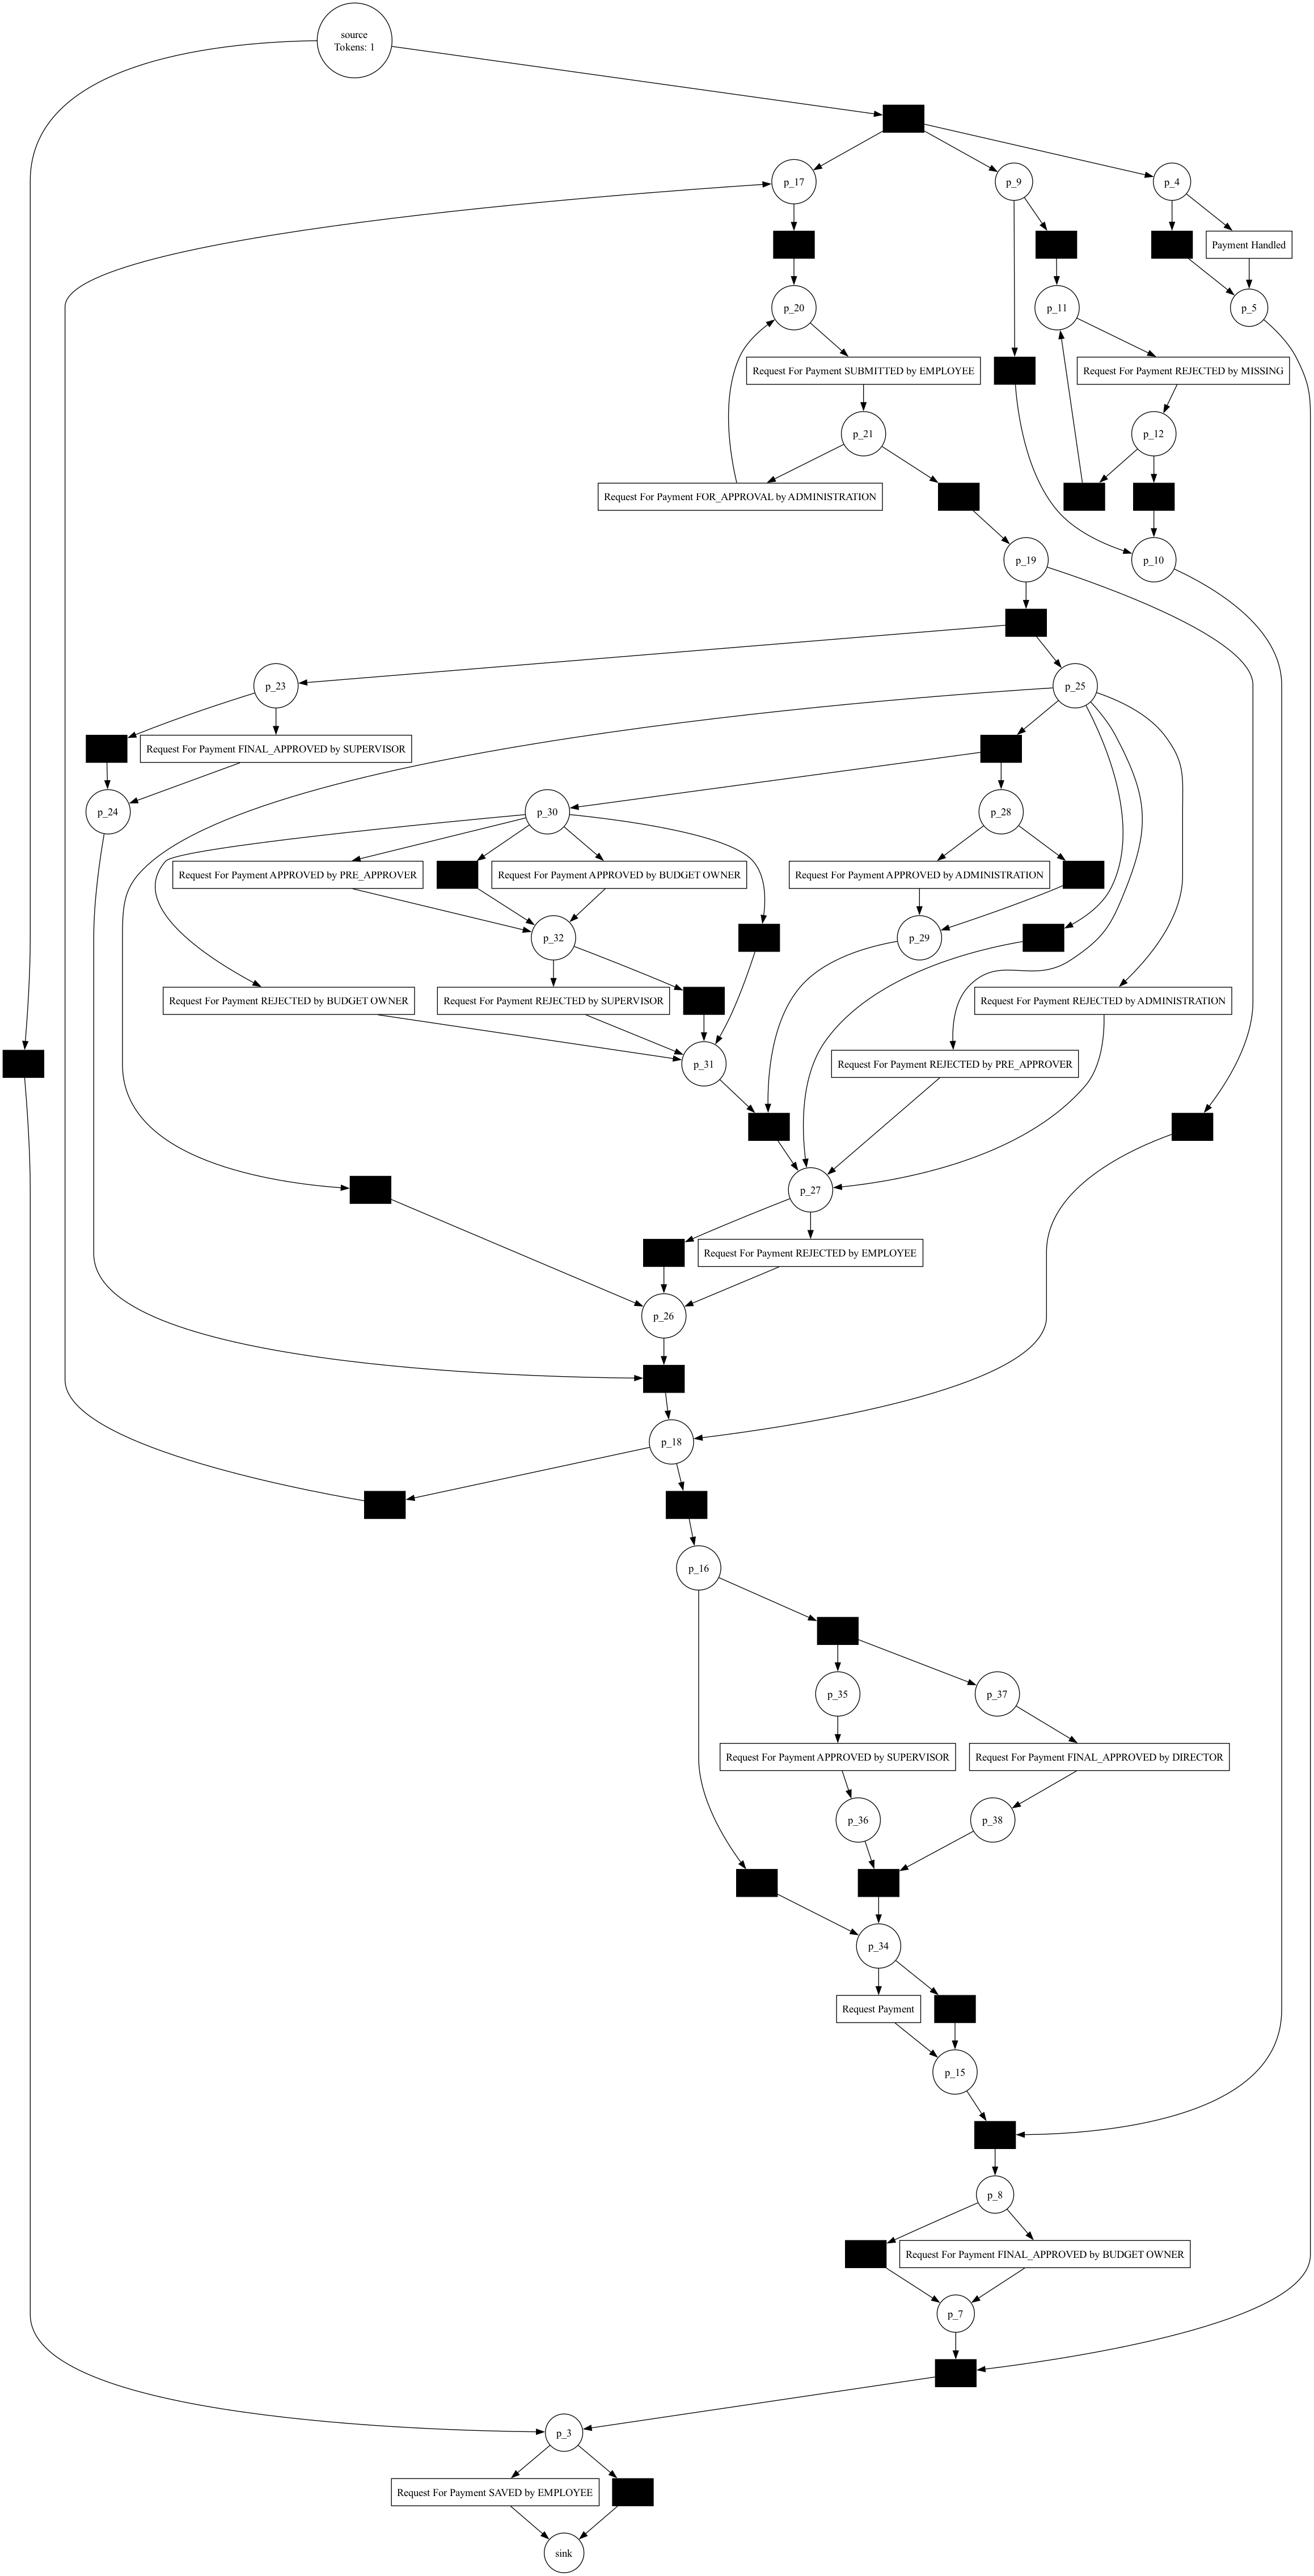 source
Tokens: 1
p_17
p_9
p_4
Payment Handled
p_20
p_11
p_5
Request For Payment SUBMITTED by EMPLOYEE
Request For Payment REJECTED by MISSING
p_21
p_12
Request For Payment FOR_APPROVAL by ADMINISTRATION
p_19
p_10
p_23
p_25
Request For Payment FINAL_APPROVED by SUPERVISOR
p_24
p_30
p_28
Request For Payment APPROVED by PRE_APPROVER
Request For Payment APPROVED by BUDGET OWNER
Request For Payment APPROVED by ADMINISTRATION
p_32
p_29
Request For Payment REJECTED by BUDGET OWNER
Request For Payment REJECTED by SUPERVISOR
Request For Payment REJECTED by ADMINISTRATION
p_31
Request For Payment REJECTED by PRE_APPROVER
p_27
Request For Payment REJECTED by EMPLOYEE
p_26
p_18
p_16
p_35
p_37
Request For Payment APPROVED by SUPERVISOR
Request For Payment FINAL_APPROVED by DIRECTOR
p_36
p_38
p_34
Request Payment
p_15
p_8
Request For Payment FINAL_APPROVED by BUDGET OWNER
p_7
p_3
Request For Payment SAVED by EMPLOYEE
sink